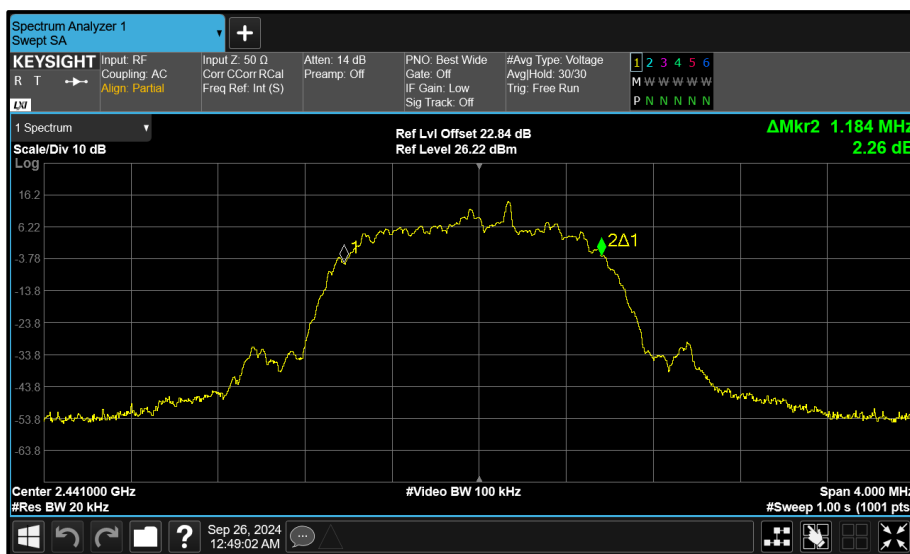 Spectrum Analyzer 1
Swept SA
KEYSIGHT
R T
LXI
Input: RF
Coupling: AC
Align: Partial
Input Z: 50 Ω
Corr CCorr RCal
Freq Ref: Int (S)
Atten: 14 dB
Preamp: Off
PNO: Best Wide
Gate: Off
IF Gain: Low
Sig Track: Off
#Avg Type: Voltage
Avg|Hold: 30/30
Trig: Free Run
1 2 3 4 5 6
M W W W W W
P N N N N N
1 Spectrum
Scale/Div 10 dB
Ref Lvl Offset 22.84 dB
Ref Level 26.22 dBm
ΔMkr2 1.184 MHz
2.26 dB
Log
16.2
6.22
-3.78
-13.8
-23.8
-33.8
-43.8
-53.8
-63.8
1
2Δ1
Center 2.441000 GHz
#Res BW 20 kHz
#Video BW 100 kHz
Span 4.000 MHz
#Sweep 1.00 s (1001 pts
?
Sep 26, 2024
12:49:02 AM